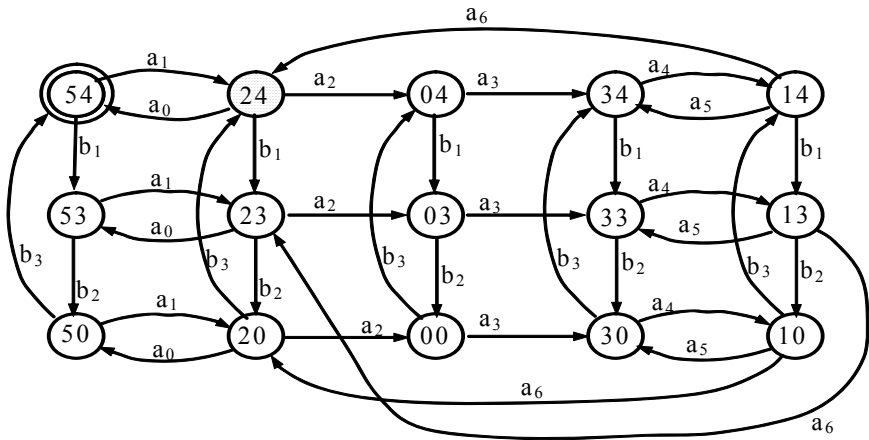 a6
a1 a2 a3 a4
54 24 04 34 14
a0 a5
b1 b1 b1 b1 b1
a1 a2 a3 a4
53 23 03 33 13
a0 a5
b3 b2 b3 b2 b3 b2 b3 b2 b3 b2
a1 a2 a3 a4
50 20 00 30 10
a0 a5
a6
a6